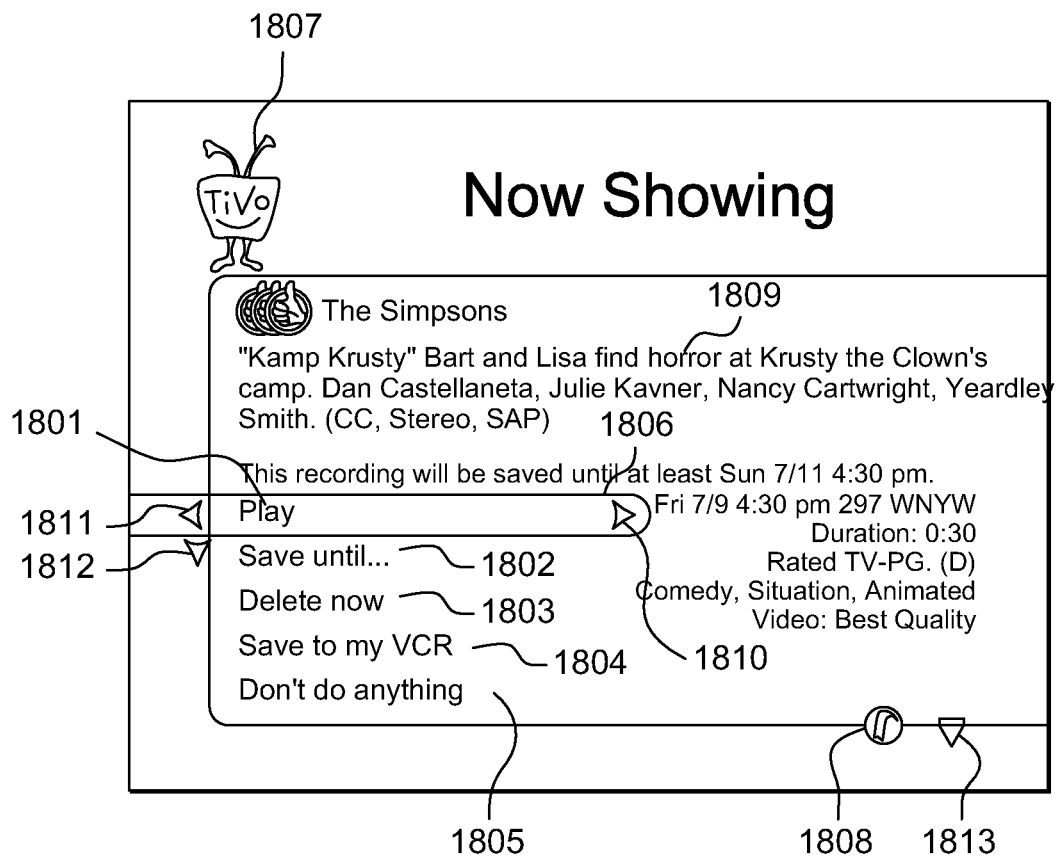 1807
TiVo
Now Showing
The Simpsons
1809
"Kamp Krusty" Bart and Lisa find horror at Krusty the Clown's
camp. Dan Castellaneta, Julie Kavner, Nancy Cartwright, Yeardley
Smith. (CC, Stereo, SAP)
1801
1806
This recording will be saved until at least Sun 7/11 4:30 pm.
Play
Fri 7/9 4:30 pm 297 WNYW
1811
Duration: 0:30
1812
Save until...
1802
Rated TV-PG. (D)
Delete now
1803
Comedy, Situation, Animated
Video: Best Quality
Save to my VCR
1804
1810
Don't do anything
1805
1808
1813